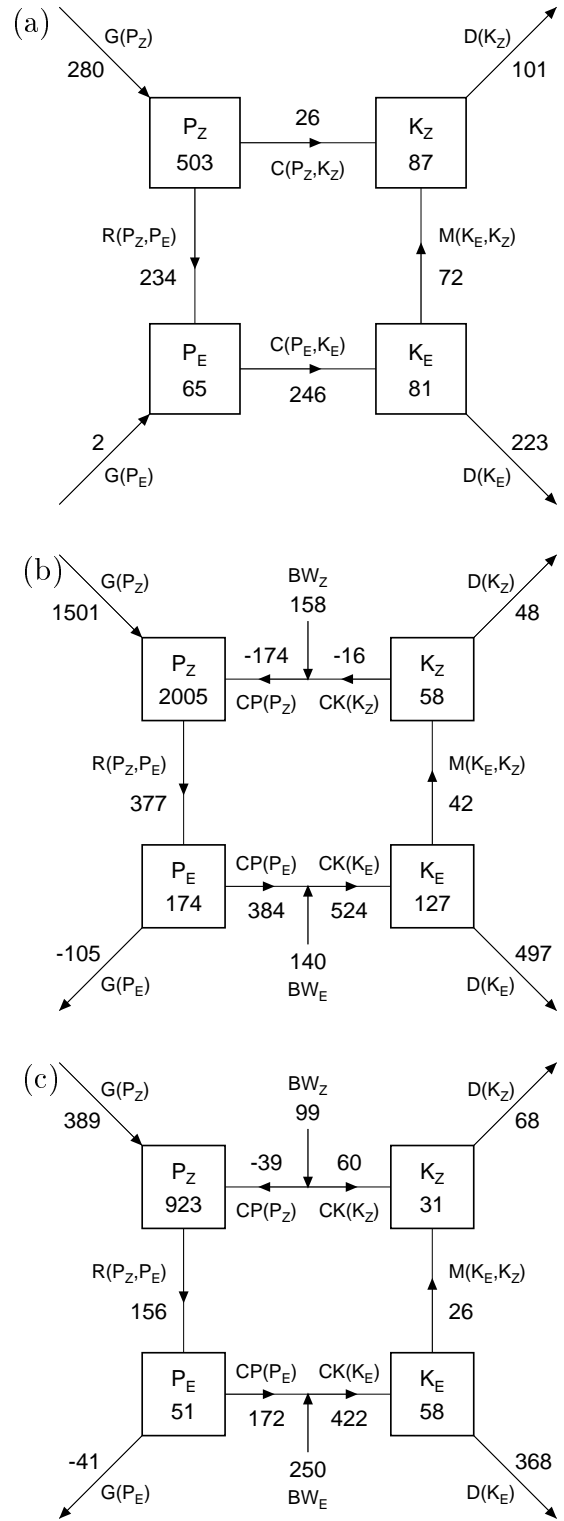 (a)
G(P_Z)
280
D(K_Z)
101
P_Z
503
26
C(P_Z,K_Z)
K_Z
87
R(P_Z,P_E)
234
M(K_E,K_Z)
72
P_E
65
C(P_E,K_E)
246
K_E
81
2
G(P_E)
223
D(K_E)
(b)
G(P_Z)
1501
BW_Z
158
D(K_Z)
48
P_Z
2005
-174
CP(P_Z)
-16
CK(K_Z)
K_Z
58
R(P_Z,P_E)
377
M(K_E,K_Z)
42
P_E
174
CP(P_E)
384
CK(K_E)
524
K_E
127
-105
G(P_E)
140
BW_E
497
D(K_E)
(c)
G(P_Z)
389
BW_Z
99
D(K_Z)
68
P_Z
923
-39
CP(P_Z)
60
CK(K_Z)
K_Z
31
R(P_Z,P_E)
156
M(K_E,K_Z)
26
P_E
51
CP(P_E)
172
CK(K_E)
422
K_E
58
-41
G(P_E)
250
BW_E
368
D(K_E)